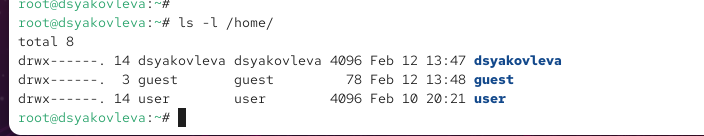 root@dsyakovleva:~#
root@dsyakovleva:~# ls -l /home/
total 8
drwx------. 14 dsyakovleva dsyakovleva 4096 Feb 12 13:47 dsyakovleva
drwx------.  3 guest       guest         78 Feb 12 13:48 guest
drwx------. 14 user        user        4096 Feb 10 20:21 user
root@dsyakovleva:~#